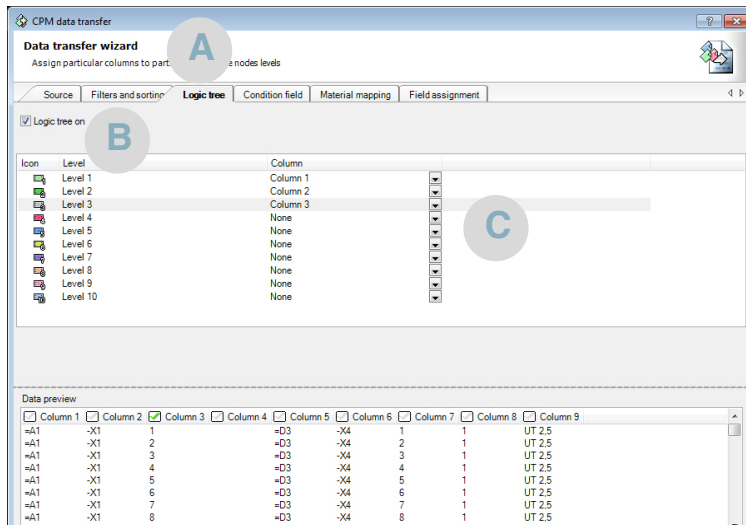 CPM data transfer
Data transfer wizard
A
Assign particular columns to nodes levels
Source Filters and sorting Logic tree Condition field Material mapping Field assignment
Logic tree on
B
Icon Level Column
Level 1 Column 1
Level 2 Column 2
Level 3 Column 3
Level 4 None
Level 5 None
C
Level 6 None
Level 7 None
Level 8 None
Level 9 None
Level 10 None
Data preview
Column 1 Column 2 Column 3 Column 4 Column 5 Column 6 Column 7 Column 8 Column 9
=A1 -X1 1 =D3 -X4 1 1 UT 2,5
=A1 -X1 2 =D3 -X4 2 1 UT 2,5
=A1 -X1 3 =D3 -X4 3 1 UT 2,5
=A1 -X1 4 =D3 -X4 4 1 UT 2,5
=A1 -X1 5 =D3 -X4 5 1 UT 2,5
=A1 -X1 6 =D3 -X4 6 1 UT 2,5
=A1 -X1 7 =D3 -X4 7 1 UT 2,5
=A1 -X1 8 =D3 -X4 8 1 UT 2,5